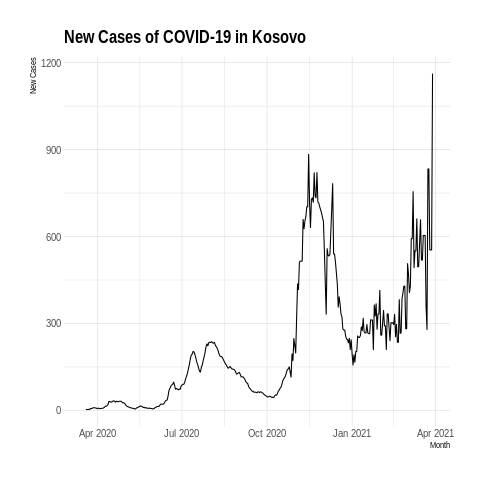 New Cases of COVID-19 in Kosovo
New Cases
1200
900
600
300
0
Apr 2020 Jul 2020 Oct 2020 Jan 2021 Apr 2021
Month